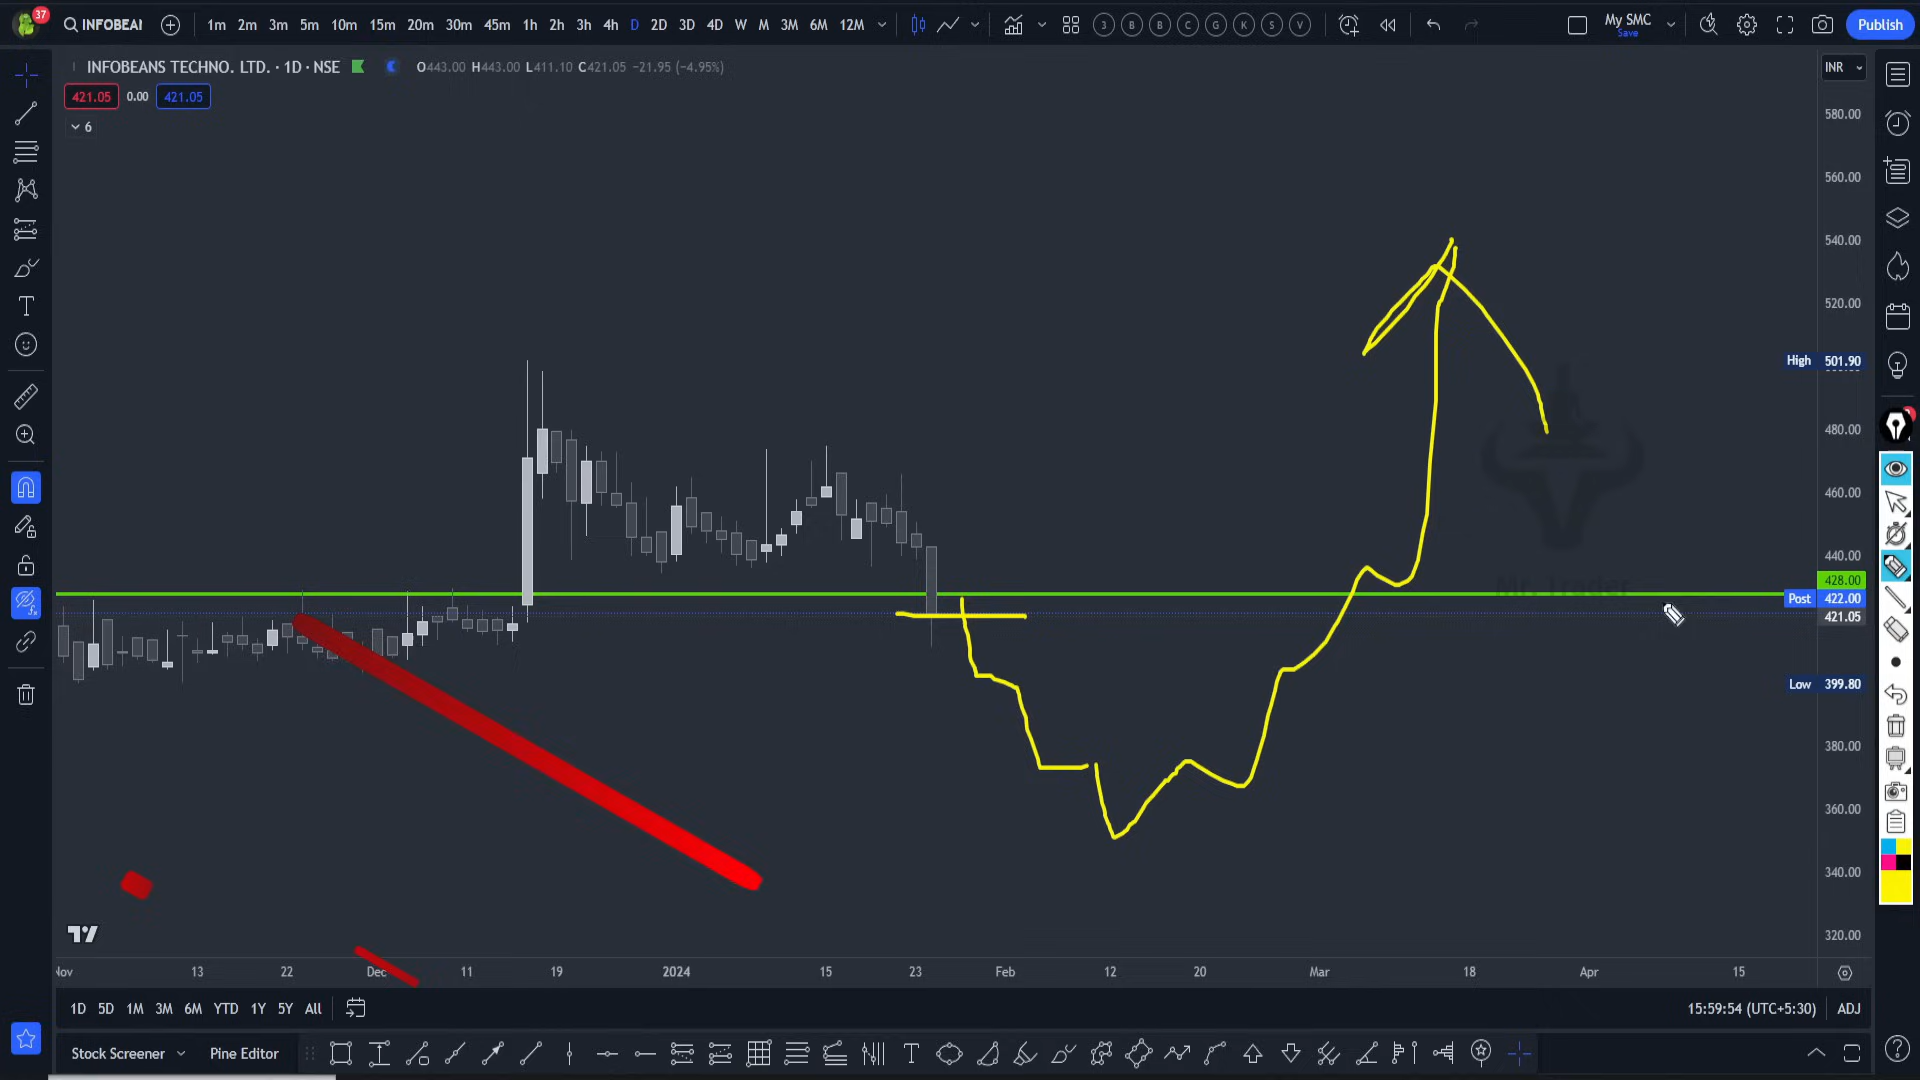 37
INFOBEAI
1m 2m 3m 5m 10m 15m 20m 30m 45m 1h 2h 3h 4h D 2D 3D 4D W M 3M 6M 12M
3 B B C G K S V
My SMC
Save
Publish
INFOBEANS TECHNO. LTD. · 1D · NSE
O443.00 H443.00 L411.10 C421.05 −21.95 (−4.95%)
INR
421.05 0.00 421.05
6
580.00
560.00
540.00
520.00
High 501.90
480.00
460.00
440.00
428.00
Post 422.00
421.05
Low 399.80
380.00
360.00
340.00
320.00
Mr. Trader
Nov 13 22 Dec 11 19 2024 15 23 Feb 12 20 Mar 18 Apr 15
1D 5D 1M 3M 6M YTD 1Y 5Y All
15:59:54 (UTC+5:30) ADJ
Stock Screener Pine Editor